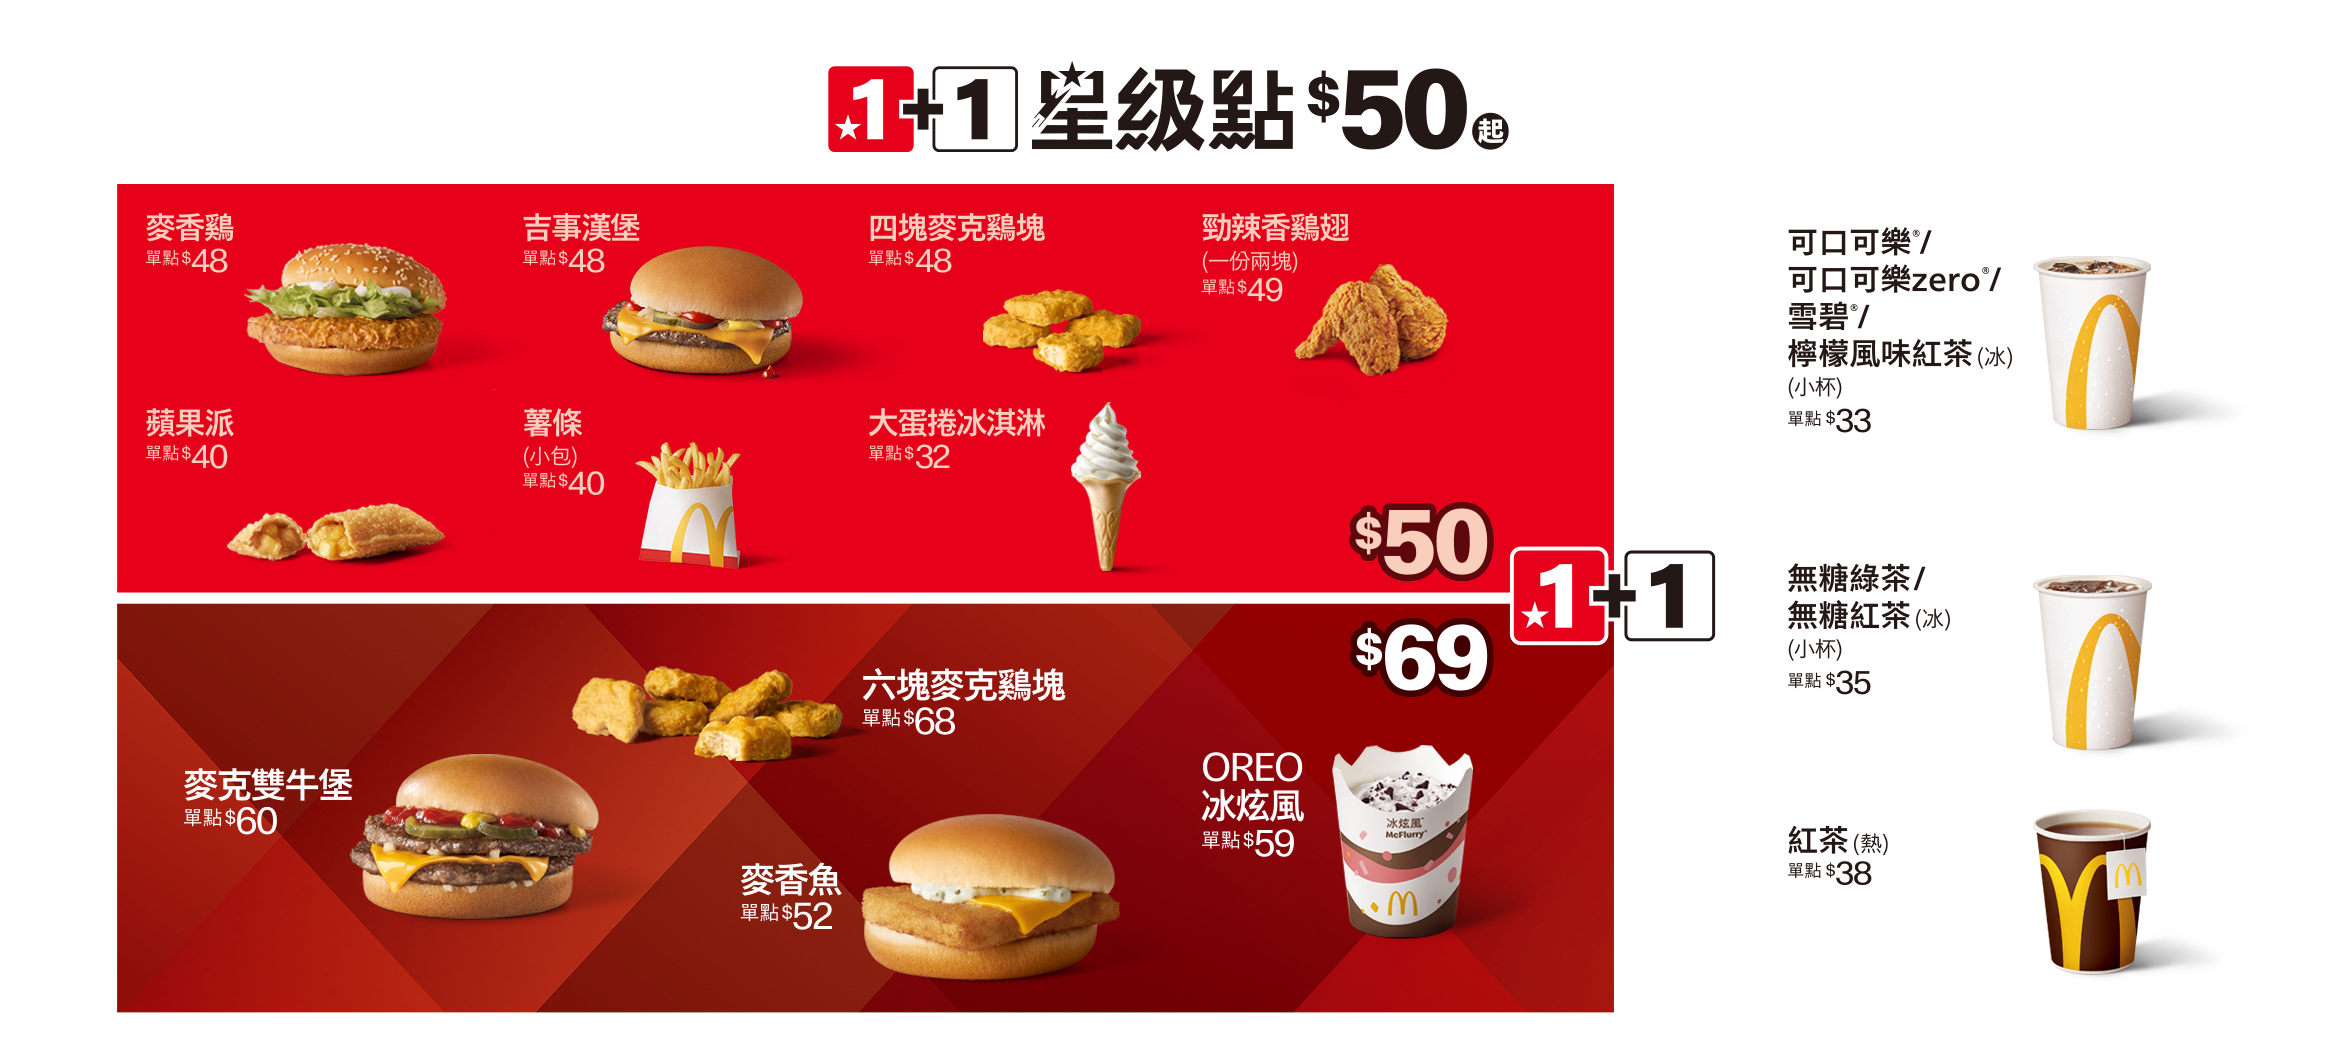 1+1 星級點 $50起
麥香鷄
單點$48
吉事漢堡
單點$48
四塊麥克鷄塊
單點$48
勁辣香鷄翅
(一份兩塊)
單點$49
蘋果派
單點$40
薯條
(小包)
單點$40
大蛋捲冰淇淋
單點$32
$50
1+1
$69
六塊麥克鷄塊
單點$68
麥克雙牛堡
單點$60
麥香魚
單點$52
OREO
冰炫風
單點$59
冰炫風™
McFlurry®
可口可樂®/
可口可樂zero®/
雪碧®/
檸檬風味紅茶(冰)
(小杯)
單點$33
無糖綠茶/
無糖紅茶(冰)
(小杯)
單點$35
紅茶(熱)
單點$38